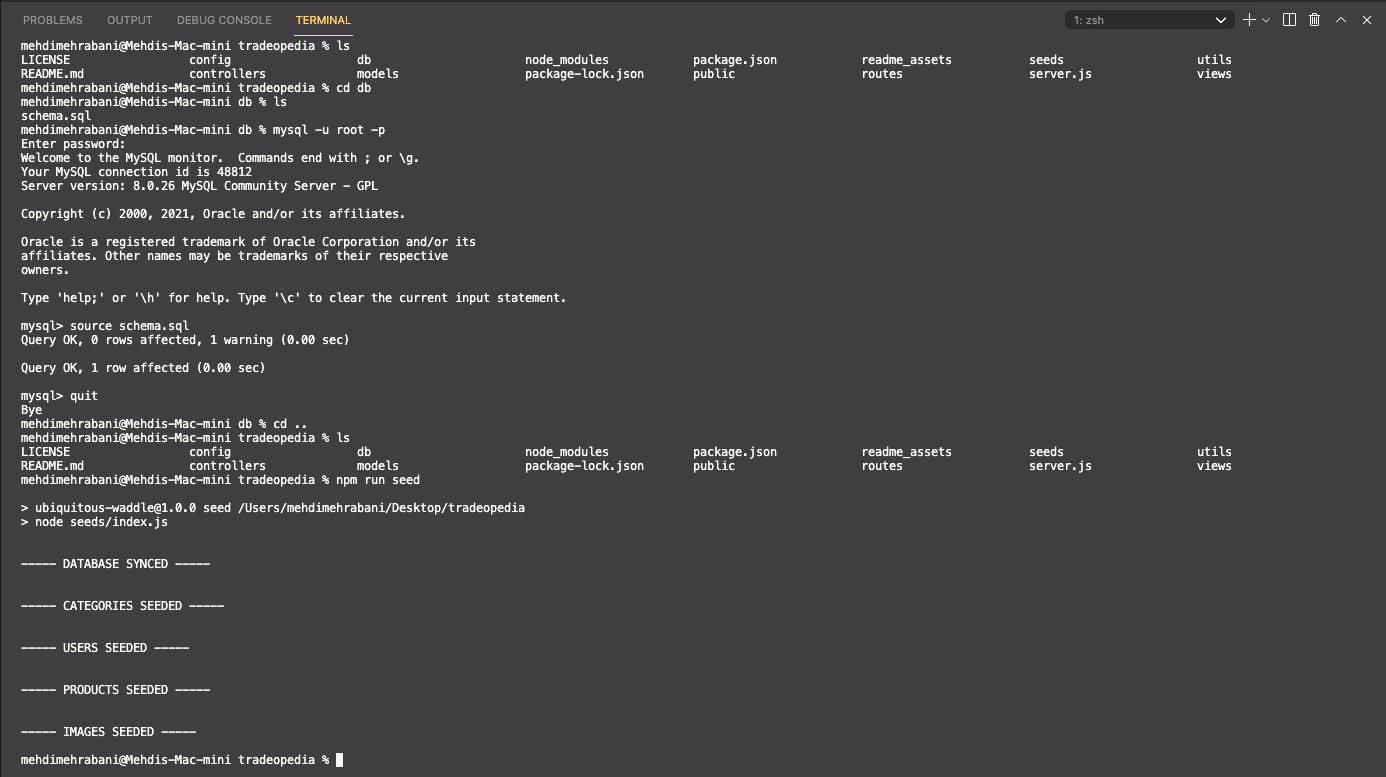 PROBLEMS OUTPUT DEBUG CONSOLE TERMINAL 1: zsh
mehdimehrabani@Mehdis-Mac-mini tradeopedia % ls
LICENSE config db node_modules package.json readme_assets seeds utils
README.md controllers models package-lock.json public routes server.js views
mehdimehrabani@Mehdis-Mac-mini tradeopedia % cd db
mehdimehrabani@Mehdis-Mac-mini db % ls
schema.sql
mehdimehrabani@Mehdis-Mac-mini db % mysql -u root -p
Enter password:
Welcome to the MySQL monitor.  Commands end with ; or \g.
Your MySQL connection id is 48812
Server version: 8.0.26 MySQL Community Server - GPL
Copyright (c) 2000, 2021, Oracle and/or its affiliates.
Oracle is a registered trademark of Oracle Corporation and/or its
affiliates. Other names may be trademarks of their respective
owners.
Type 'help;' or '\h' for help. Type '\c' to clear the current input statement.
mysql> source schema.sql
Query OK, 0 rows affected, 1 warning (0.00 sec)
Query OK, 1 row affected (0.00 sec)
mysql> quit
Bye
mehdimehrabani@Mehdis-Mac-mini db % cd ..
mehdimehrabani@Mehdis-Mac-mini tradeopedia % ls
LICENSE config db node_modules package.json readme_assets seeds utils
README.md controllers models package-lock.json public routes server.js views
mehdimehrabani@Mehdis-Mac-mini tradeopedia % npm run seed
> ubiquitous-waddle@1.0.0 seed /Users/mehdimehrabani/Desktop/tradeopedia
> node seeds/index.js
----- DATABASE SYNCED -----
----- CATEGORIES SEEDED -----
----- USERS SEEDED -----
----- PRODUCTS SEEDED -----
----- IMAGES SEEDED -----
mehdimehrabani@Mehdis-Mac-mini tradeopedia %